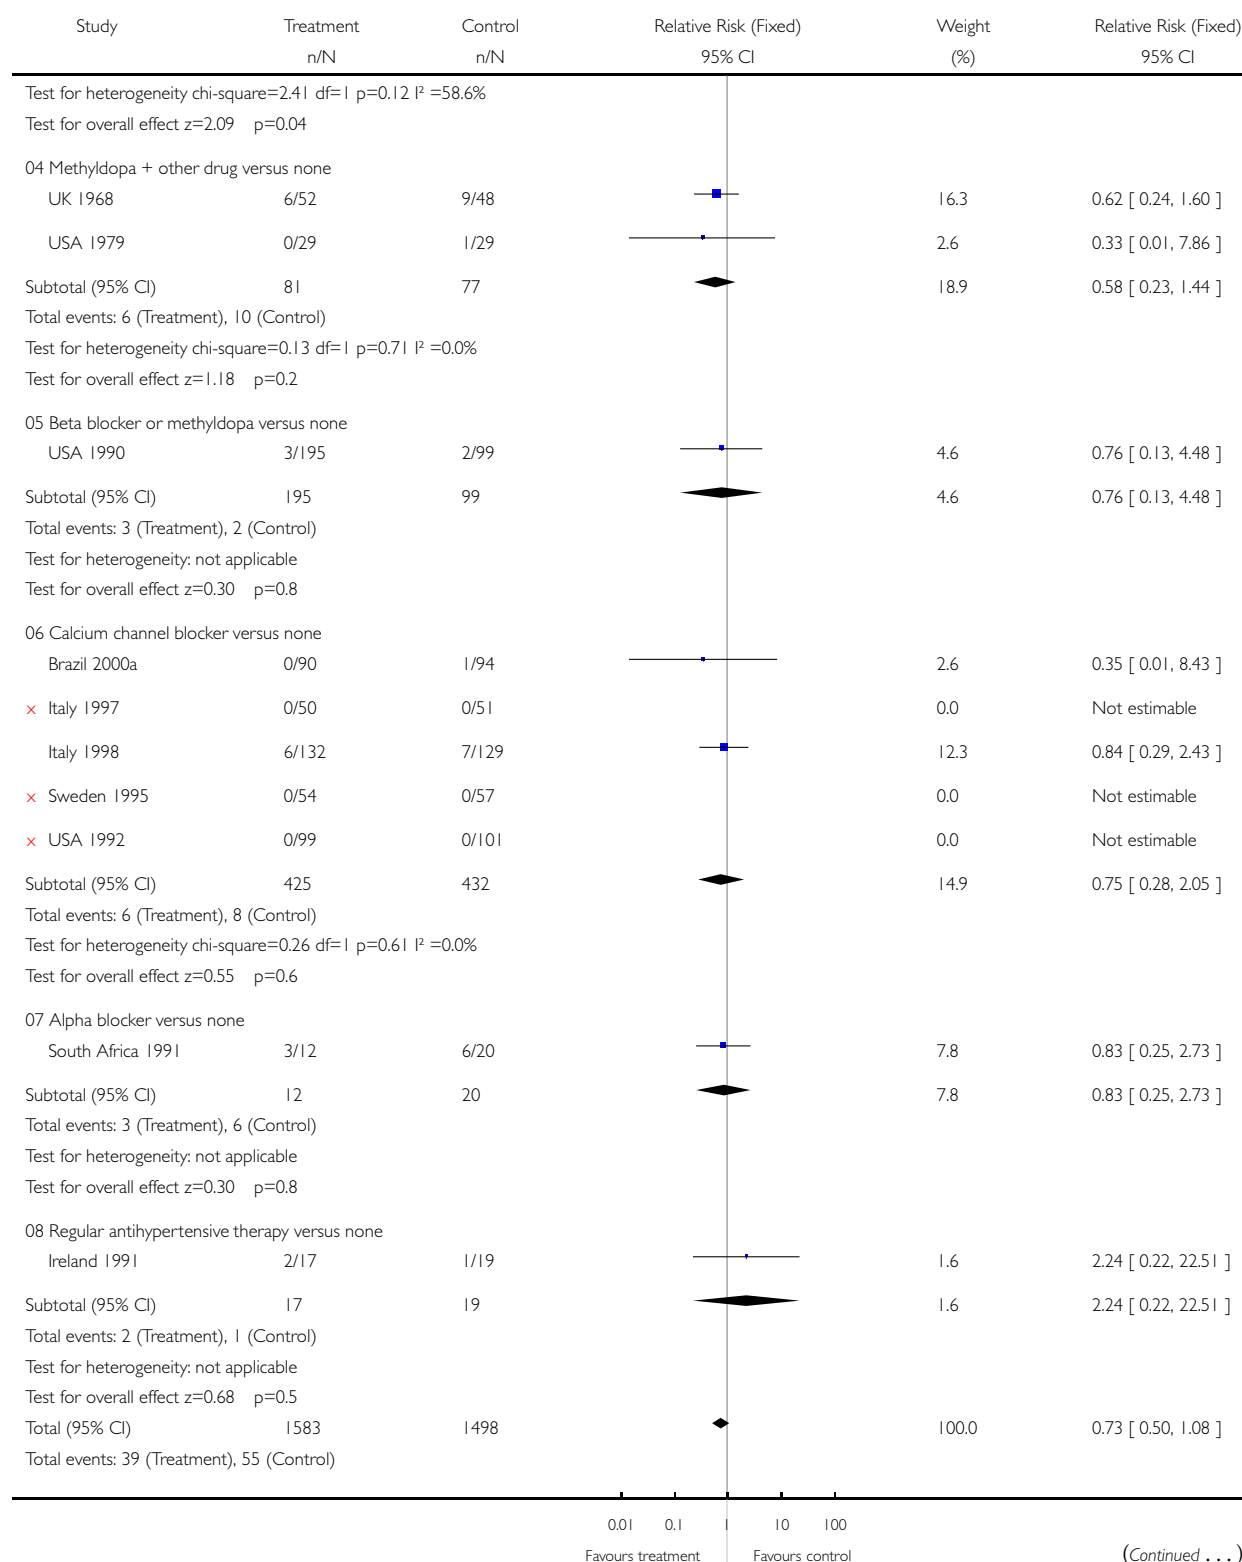 Study Treatment Control Relative Risk (Fixed) Weight Relative Risk (Fixed)
n/N n/N 95% CI (%) 95% CI
Test for heterogeneity chi-square=2.41 df=1 p=0.12 I² =58.6%
Test for overall effect z=2.09 p=0.04
04 Methyldopa + other drug versus none
UK 1968 6/52 9/48 16.3 0.62 [ 0.24, 1.60 ]
USA 1979 0/29 1/29 2.6 0.33 [ 0.01, 7.86 ]
Subtotal (95% CI) 81 77 18.9 0.58 [ 0.23, 1.44 ]
Total events: 6 (Treatment), 10 (Control)
Test for heterogeneity chi-square=0.13 df=1 p=0.71 I² =0.0%
Test for overall effect z=1.18 p=0.2
05 Beta blocker or methyldopa versus none
USA 1990 3/195 2/99 4.6 0.76 [ 0.13, 4.48 ]
Subtotal (95% CI) 195 99 4.6 0.76 [ 0.13, 4.48 ]
Total events: 3 (Treatment), 2 (Control)
Test for heterogeneity: not applicable
Test for overall effect z=0.30 p=0.8
06 Calcium channel blocker versus none
Brazil 2000a 0/90 1/94 2.6 0.35 [ 0.01, 8.43 ]
× Italy 1997 0/50 0/51 0.0 Not estimable
Italy 1998 6/132 7/129 12.3 0.84 [ 0.29, 2.43 ]
× Sweden 1995 0/54 0/57 0.0 Not estimable
× USA 1992 0/99 0/101 0.0 Not estimable
Subtotal (95% CI) 425 432 14.9 0.75 [ 0.28, 2.05 ]
Total events: 6 (Treatment), 8 (Control)
Test for heterogeneity chi-square=0.26 df=1 p=0.61 I² =0.0%
Test for overall effect z=0.55 p=0.6
07 Alpha blocker versus none
South Africa 1991 3/12 6/20 7.8 0.83 [ 0.25, 2.73 ]
Subtotal (95% CI) 12 20 7.8 0.83 [ 0.25, 2.73 ]
Total events: 3 (Treatment), 6 (Control)
Test for heterogeneity: not applicable
Test for overall effect z=0.30 p=0.8
08 Regular antihypertensive therapy versus none
Ireland 1991 2/17 1/19 1.6 2.24 [ 0.22, 22.51 ]
Subtotal (95% CI) 17 19 1.6 2.24 [ 0.22, 22.51 ]
Total events: 2 (Treatment), 1 (Control)
Test for heterogeneity: not applicable
Test for overall effect z=0.68 p=0.5
Total (95% CI) 1583 1498 100.0 0.73 [ 0.50, 1.08 ]
Total events: 39 (Treatment), 55 (Control)
0.01 0.1 1 10 100
Favours treatment Favours control (Continued . . . )